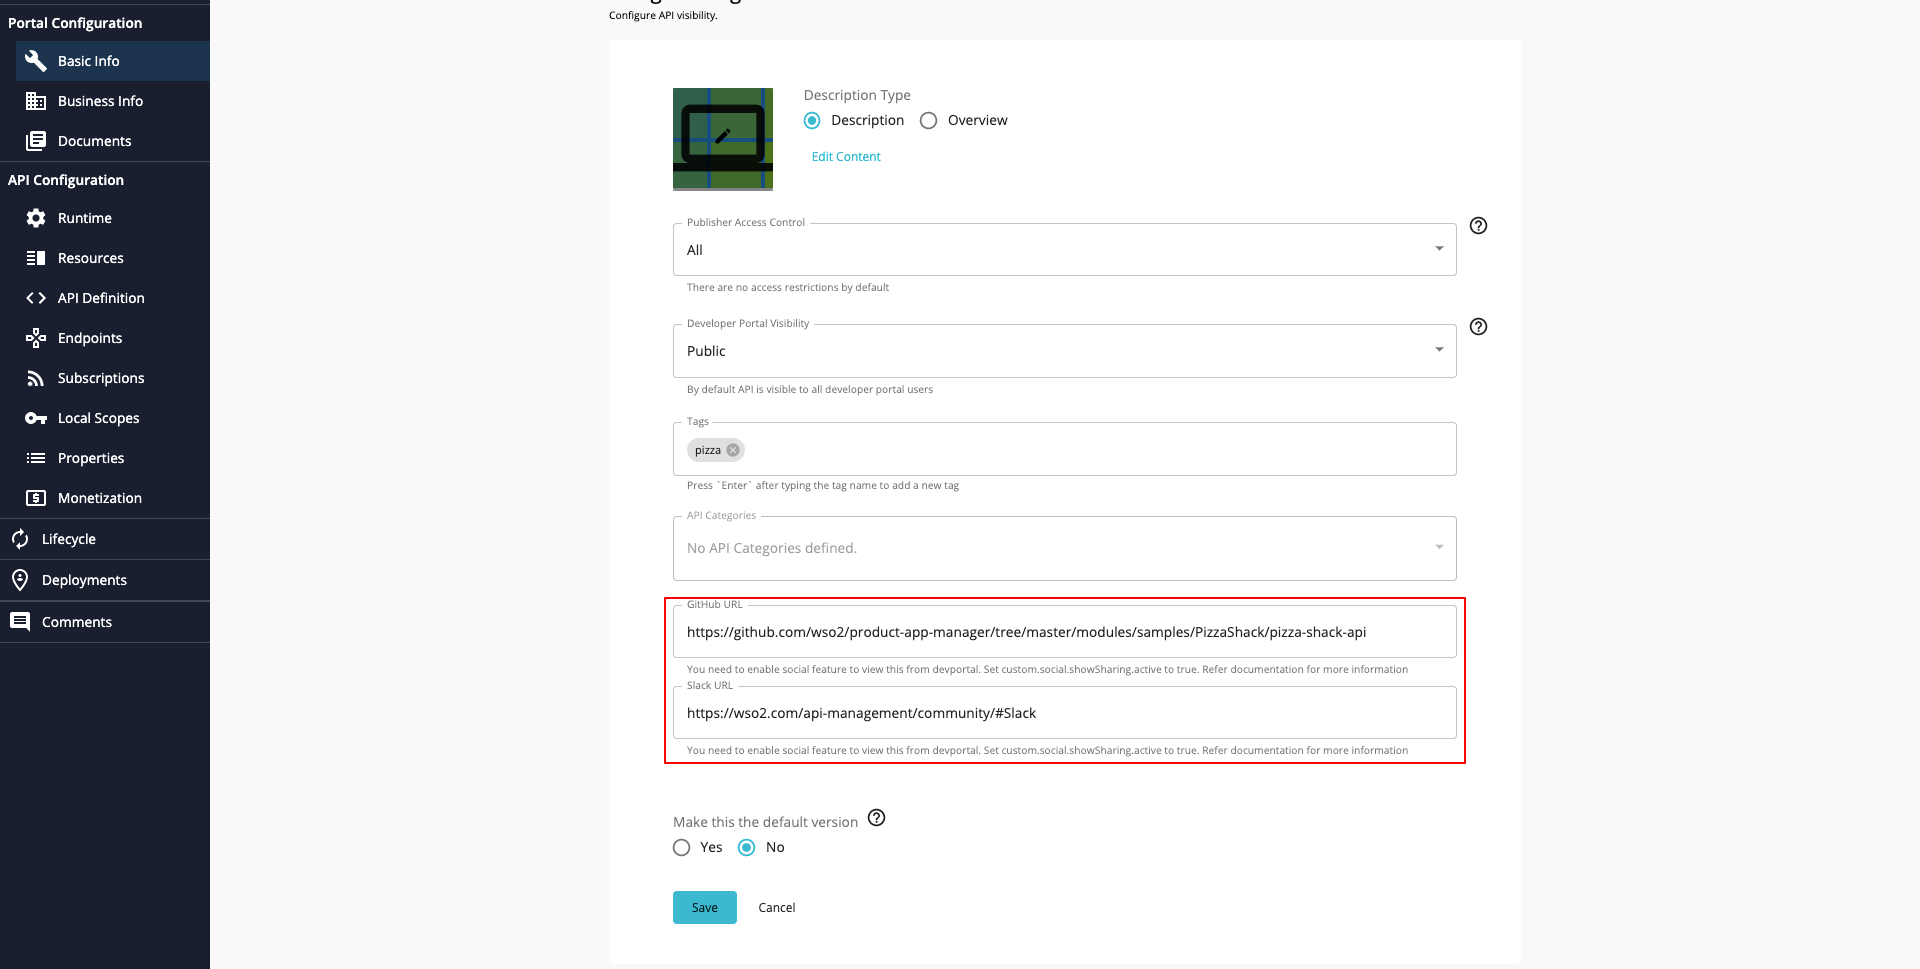 Portal Configuration
Basic Info
Business Info
Documents
API Configuration
Runtime
Resources
API Definition
Endpoints
Subscriptions
Local Scopes
Properties
Monetization
Lifecycle
Deployments
Comments
Configure API visibility.
Description Type
Description
Overview
Edit Content
Publisher Access Control
All
There are no access restrictions by default
Developer Portal Visibility
Public
By default API is visible to all developer portal users
Tags
pizza
Press `Enter` after typing the tag name to add a new tag
API Categories
No API Categories defined.
GitHub URL
https://github.com/wso2/product-app-manager/tree/master/modules/samples/PizzaShack/pizza-shack-api
You need to enable social feature to view this from devportal. Set custom.social.showSharing.active to true. Refer documentation for more information
Slack URL
https://wso2.com/api-management/community/#Slack
You need to enable social feature to view this from devportal. Set custom.social.showSharing.active to true. Refer documentation for more information
Make this the default version
Yes
No
Save
Cancel